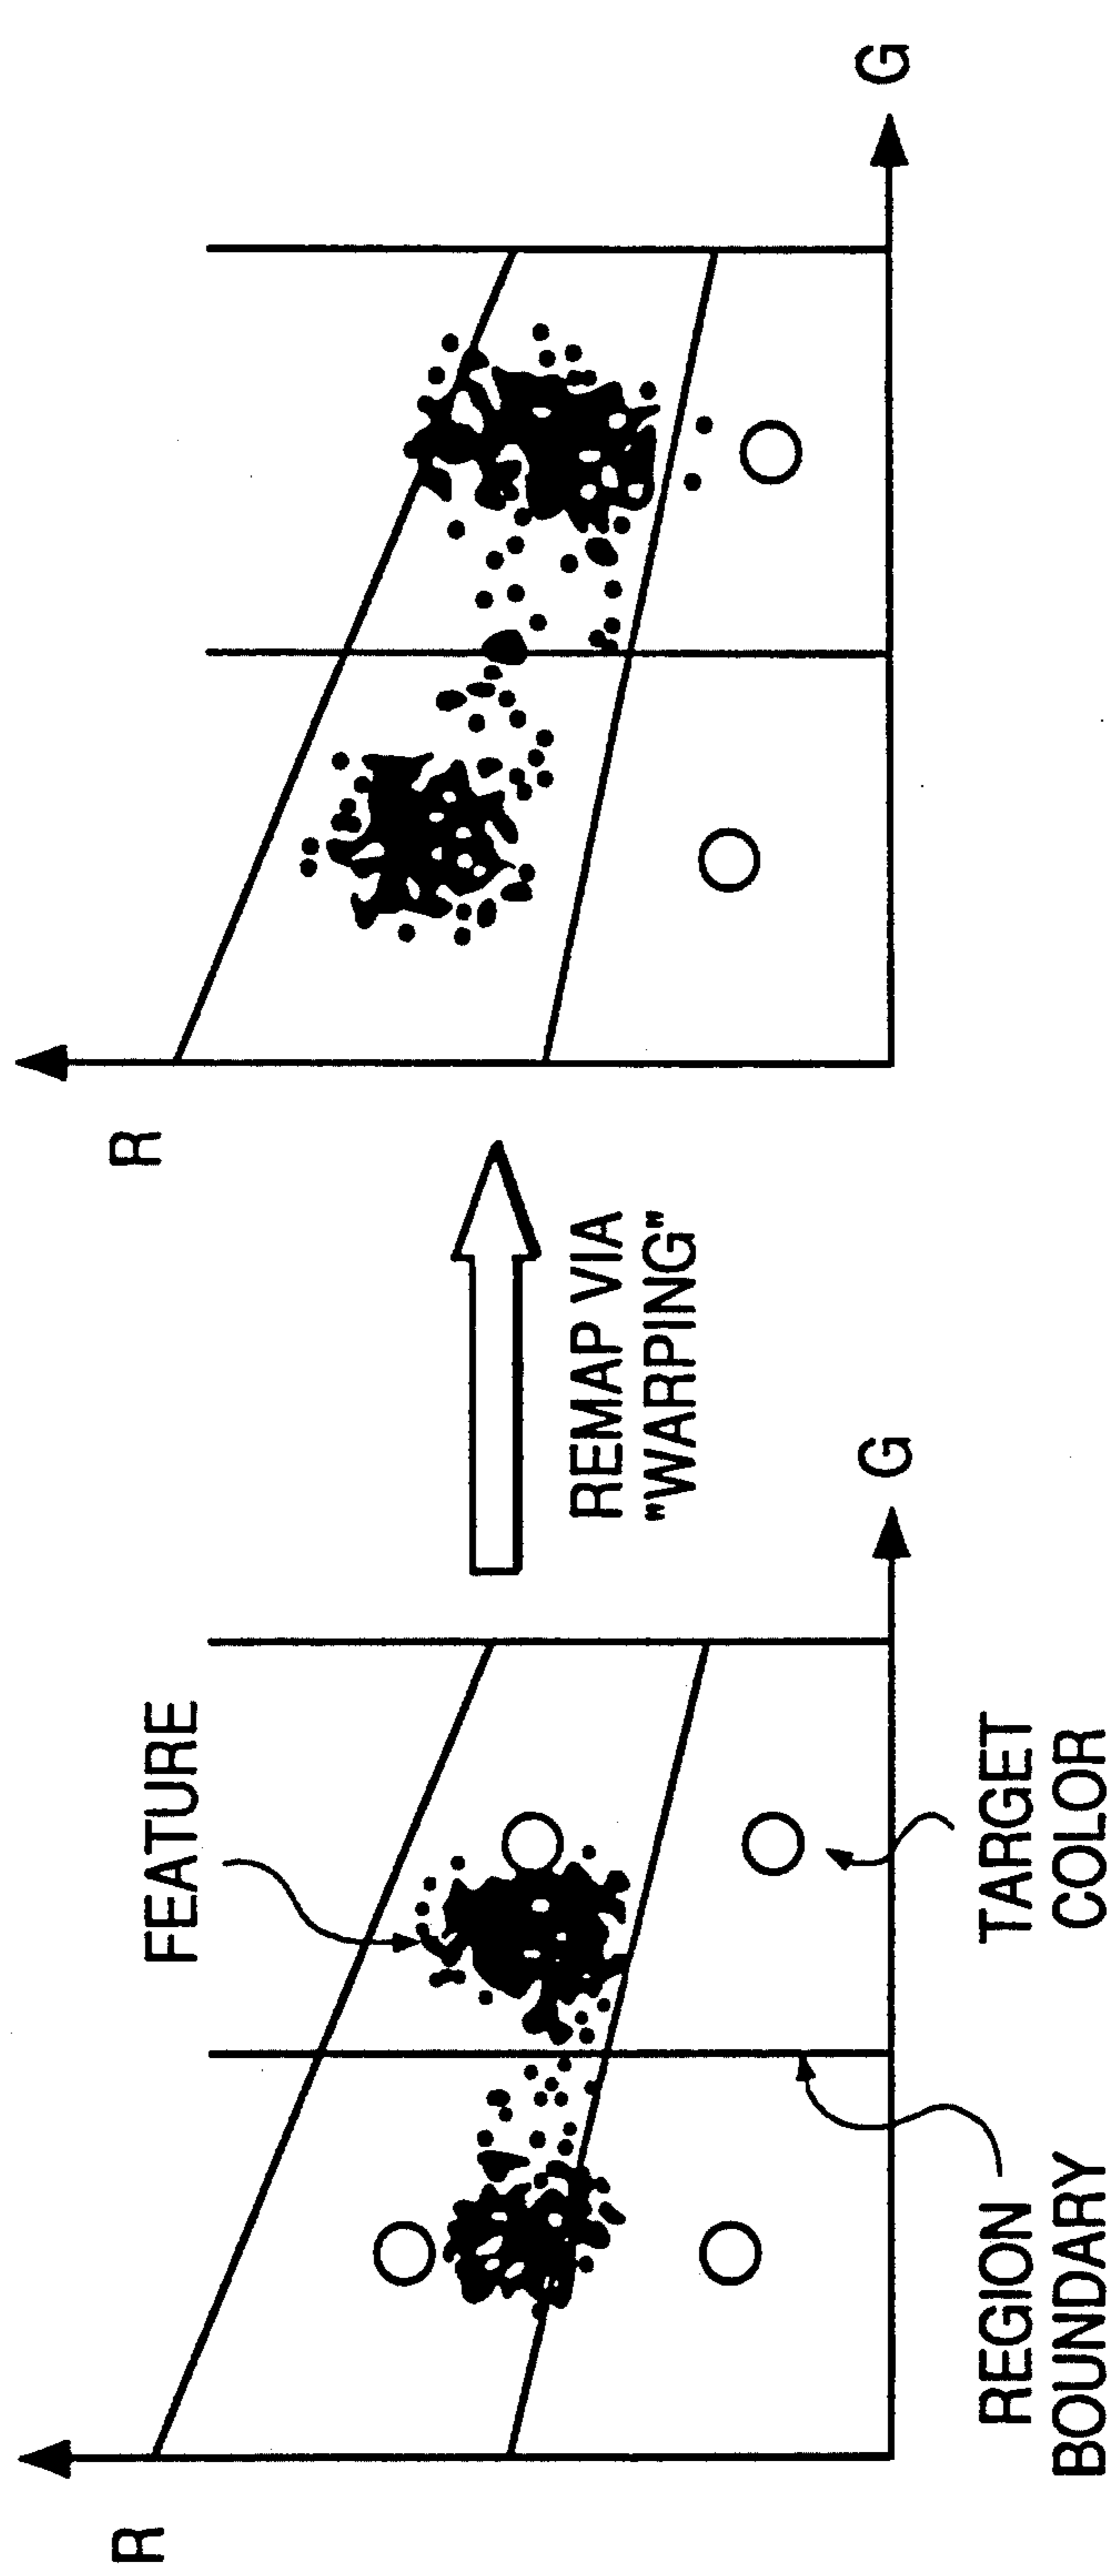 R
FEATURE
G
REGION
BOUNDARY
TARGET
COLOR
REMAP VIA
"WARPING"
R
G